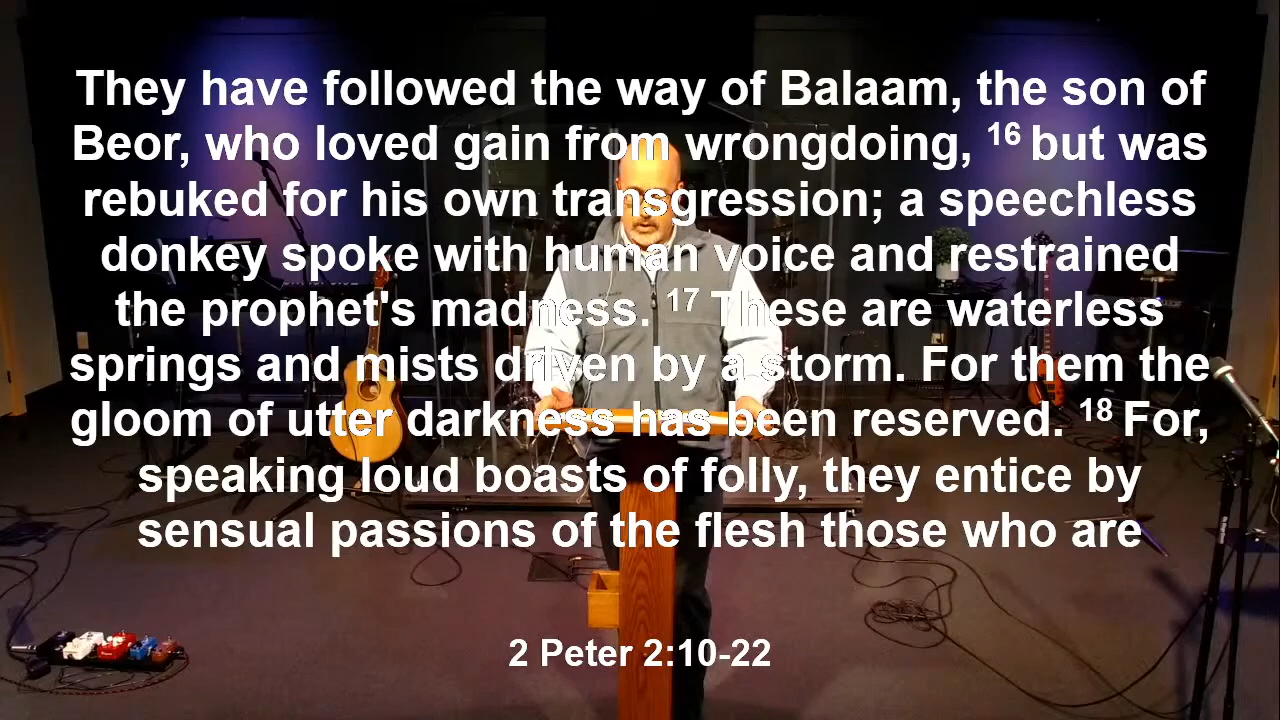 They have followed the way of Balaam, the son of
Beor, who loved gain from wrongdoing, 16 but was
rebuked for his own transgression; a speechless
donkey spoke with human voice and restrained
the prophet's madness. 17 These are waterless
springs and mists driven by a storm. For them the
gloom of utter darkness has been reserved. 18 For,
speaking loud boasts of folly, they entice by
sensual passions of the flesh those who are
2 Peter 2:10-22